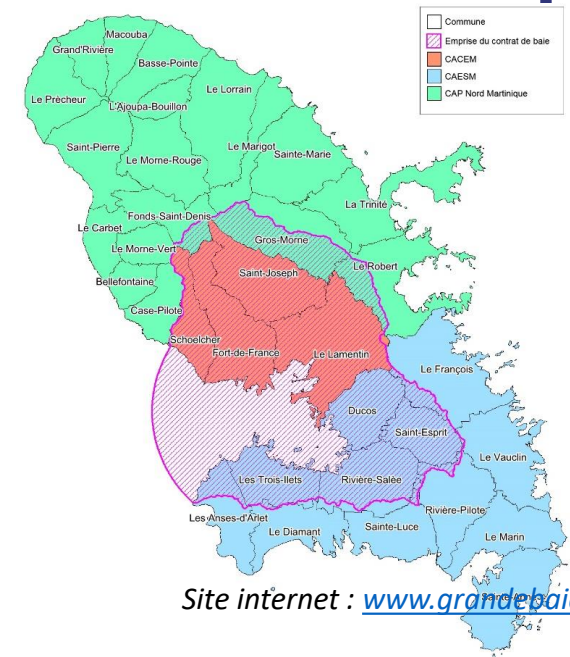 Commune
Emprise du contrat de baie
CACEM
CAESM
CAP Nord Martinique
Macouba
Grand'Rivière
Basse-Pointe
Le Lorrain
Le Prêcheur
L'Ajoupa-Bouillon
Saint-Pierre
Le Marigot
Sainte-Marie
Le Morne-Rouge
La Trinité
Fonds-Saint-Denis
Le Carbet
Gros-Morne
Le Morne-Vert
Le Robert
Saint-Joseph
Bellefontaine
Case-Pilote
Schoelcher
Fort-de-France
Le Lamentin
Le François
Ducos
Saint-Esprit
Le Vauclin
Les Trois-Ilets
Rivière-Salée
Rivière-Pilote
Les Anses-d'Arlet
Le Diamant
Sainte-Luce
Le Marin
Site internet : www.grandebaie